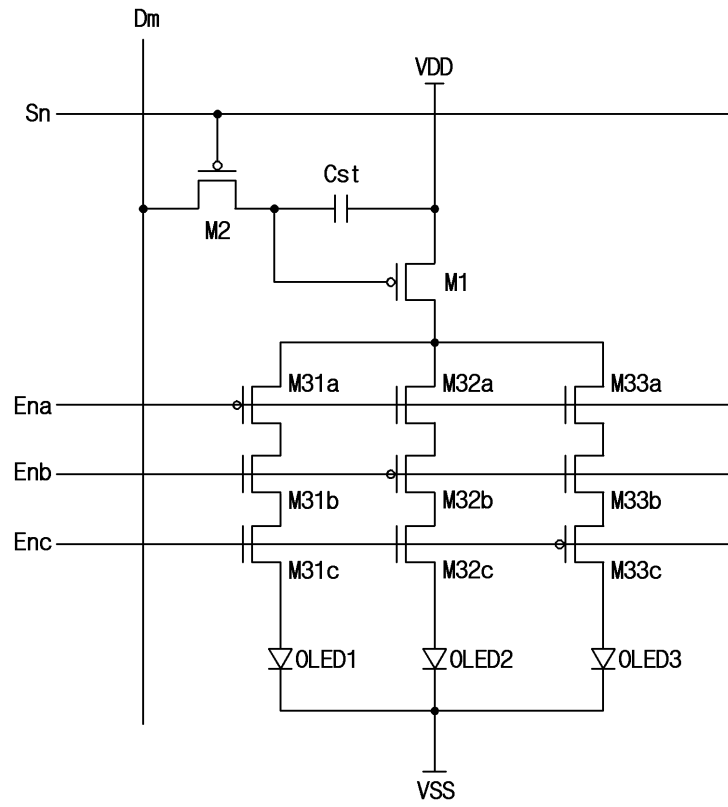 Dm
VDD
Sn
Cst
M2
M1
M31a
M32a
M33a
Ena
Enb
M31b
M32b
M33b
Enc
M31c
M32c
M33c
OLED1
OLED2
OLED3
VSS